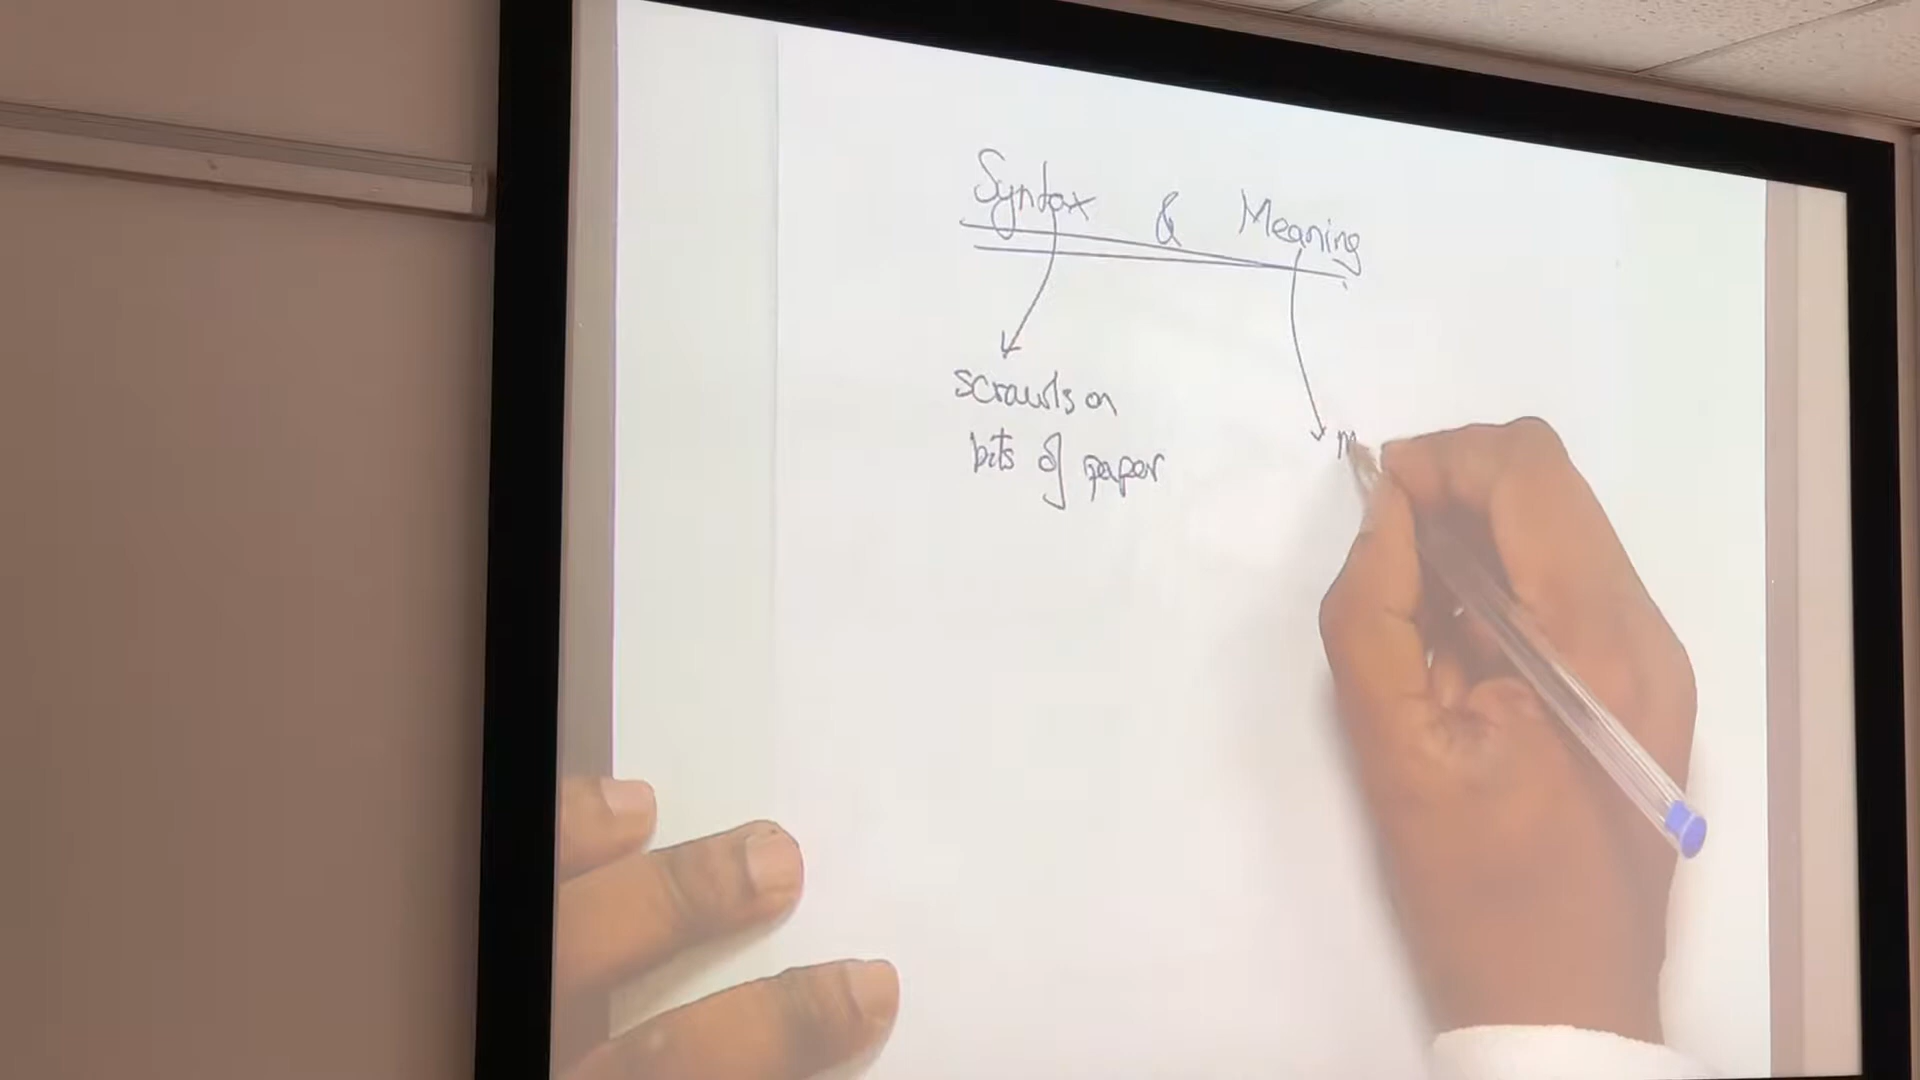 Syntax & Meaning
scrawls on
bits of paper